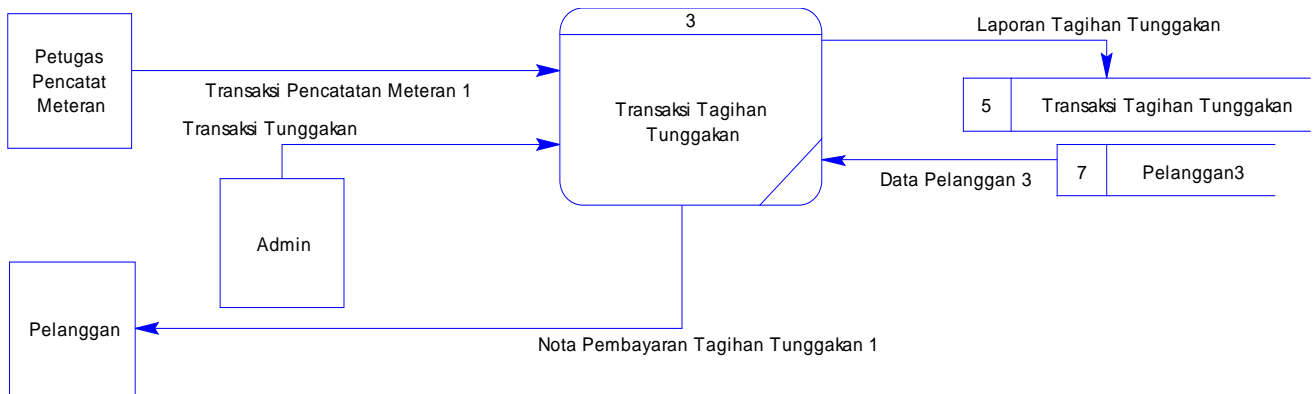 3
Laporan Tagihan Tunggakan
Petugas
Pencatat
Meteran
Transaksi Pencatatan Meteran 1
Transaksi Tagihan
Tunggakan
5
Transaksi Tagihan Tunggakan
Transaksi Tunggakan
Data Pelanggan 3
7
Pelanggan3
Admin
Pelanggan
Nota Pembayaran Tagihan Tunggakan 1